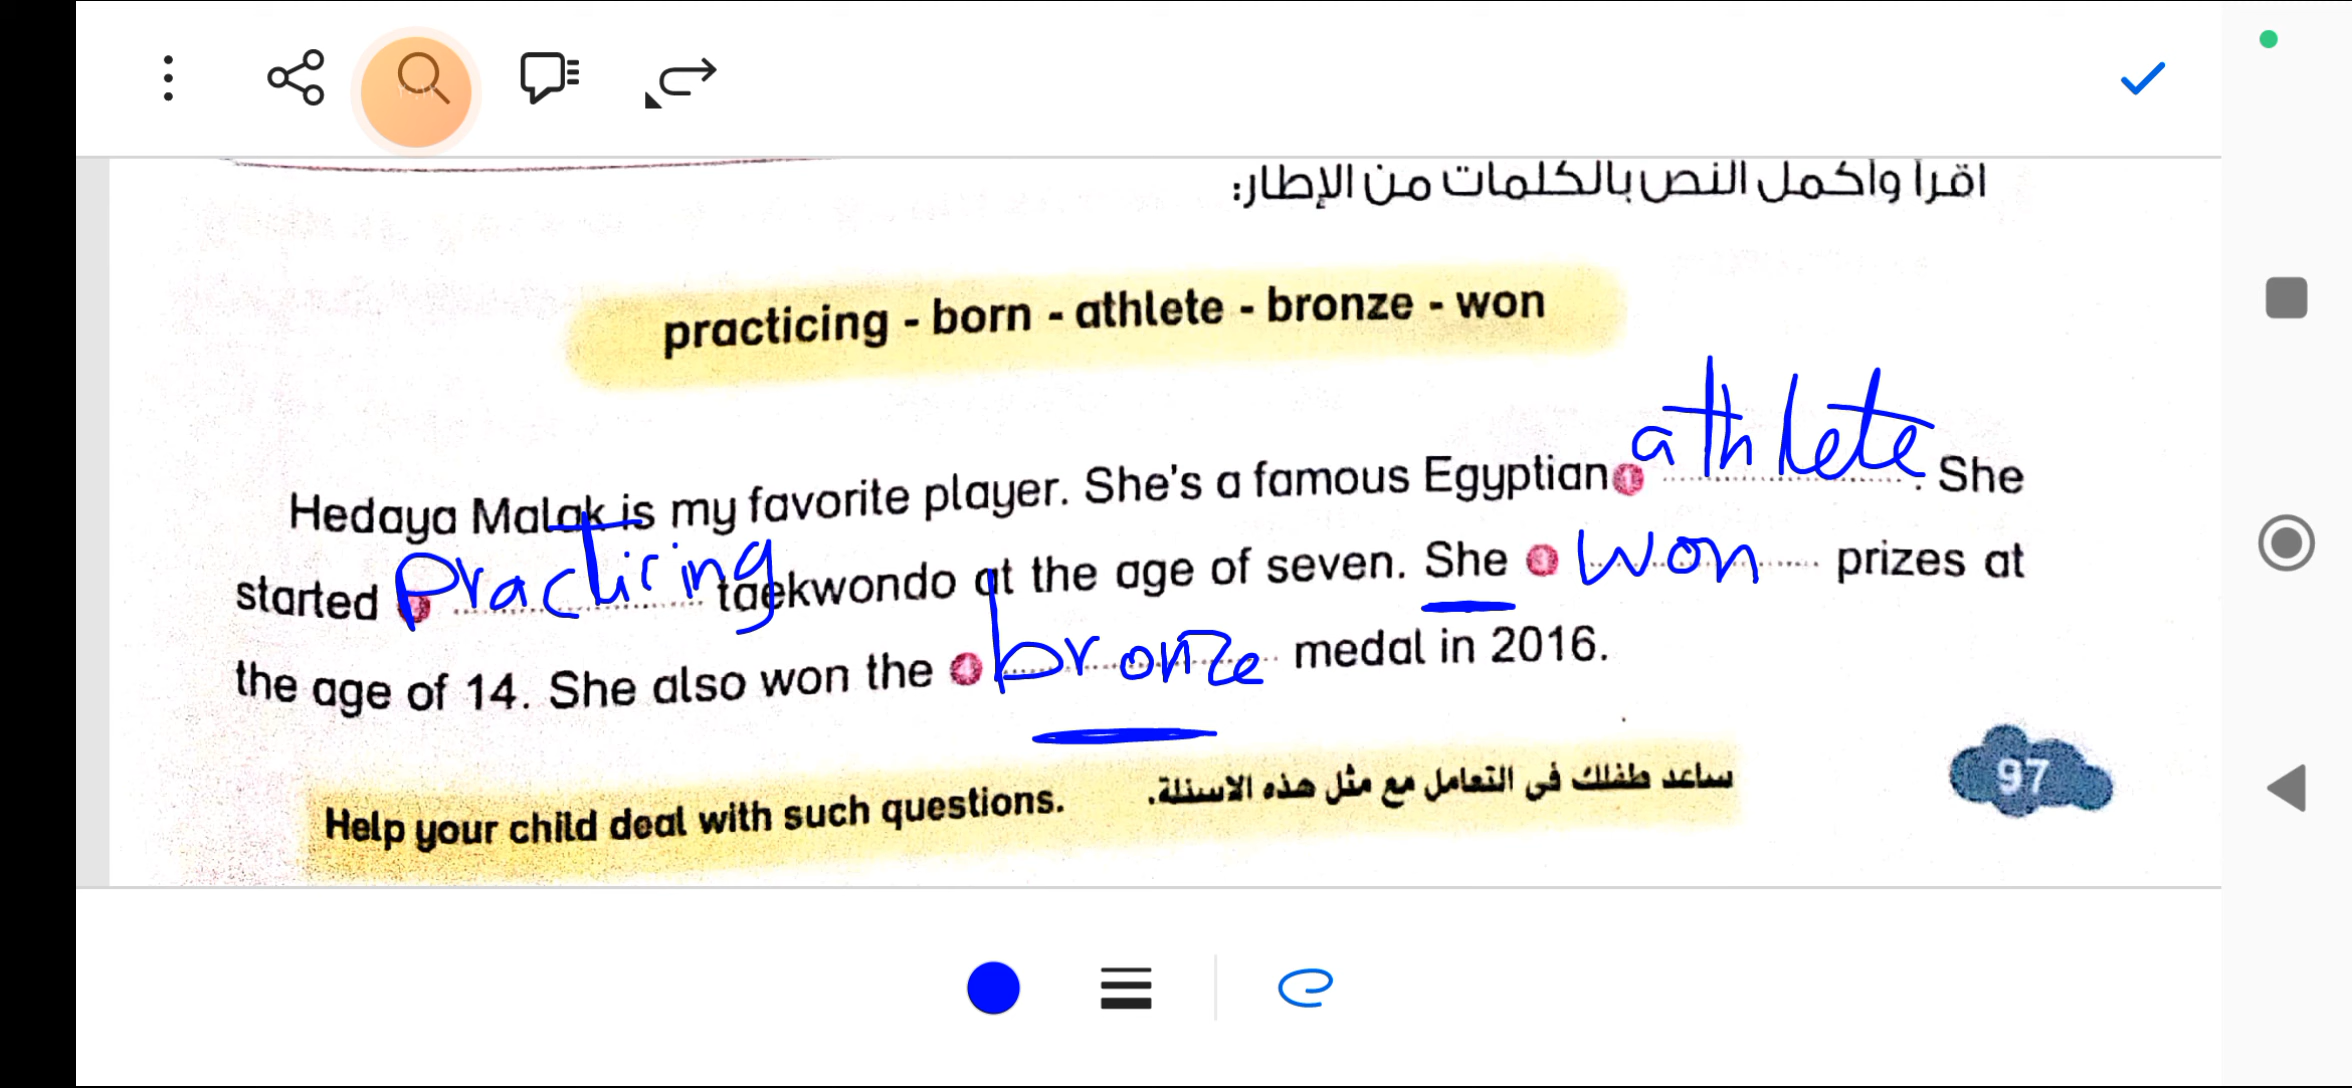 اقرأ وأكمل النص بالكلمات من الإطار:
practicing - born - athlete - bronze - won
Hedaya Malak is my favorite player. She's a famous Egyptian 1 athlete. She
started 2 practicing taekwondo at the age of seven. She 3 won prizes at
the age of 14. She also won the 4 bronze medal in 2016.
Help your child deal with such questions. ساعد طفلك فى التعامل مع مثل هذه الاسئلة.
97